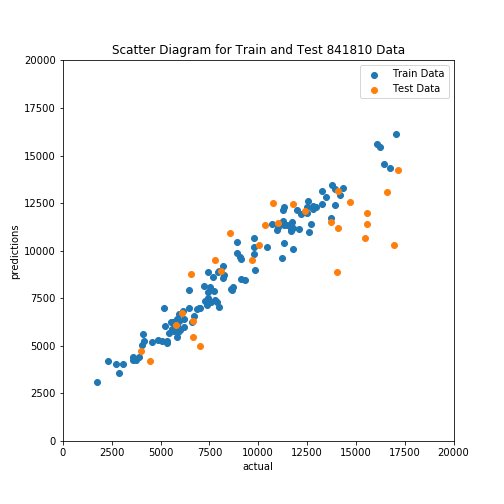 Scatter Diagram for Train and Test 841810 Data
Train Data
Test Data
20000
17500
15000
12500
10000
7500
5000
2500
0
predictions
0 2500 5000 7500 10000 12500 15000 17500 20000
actual